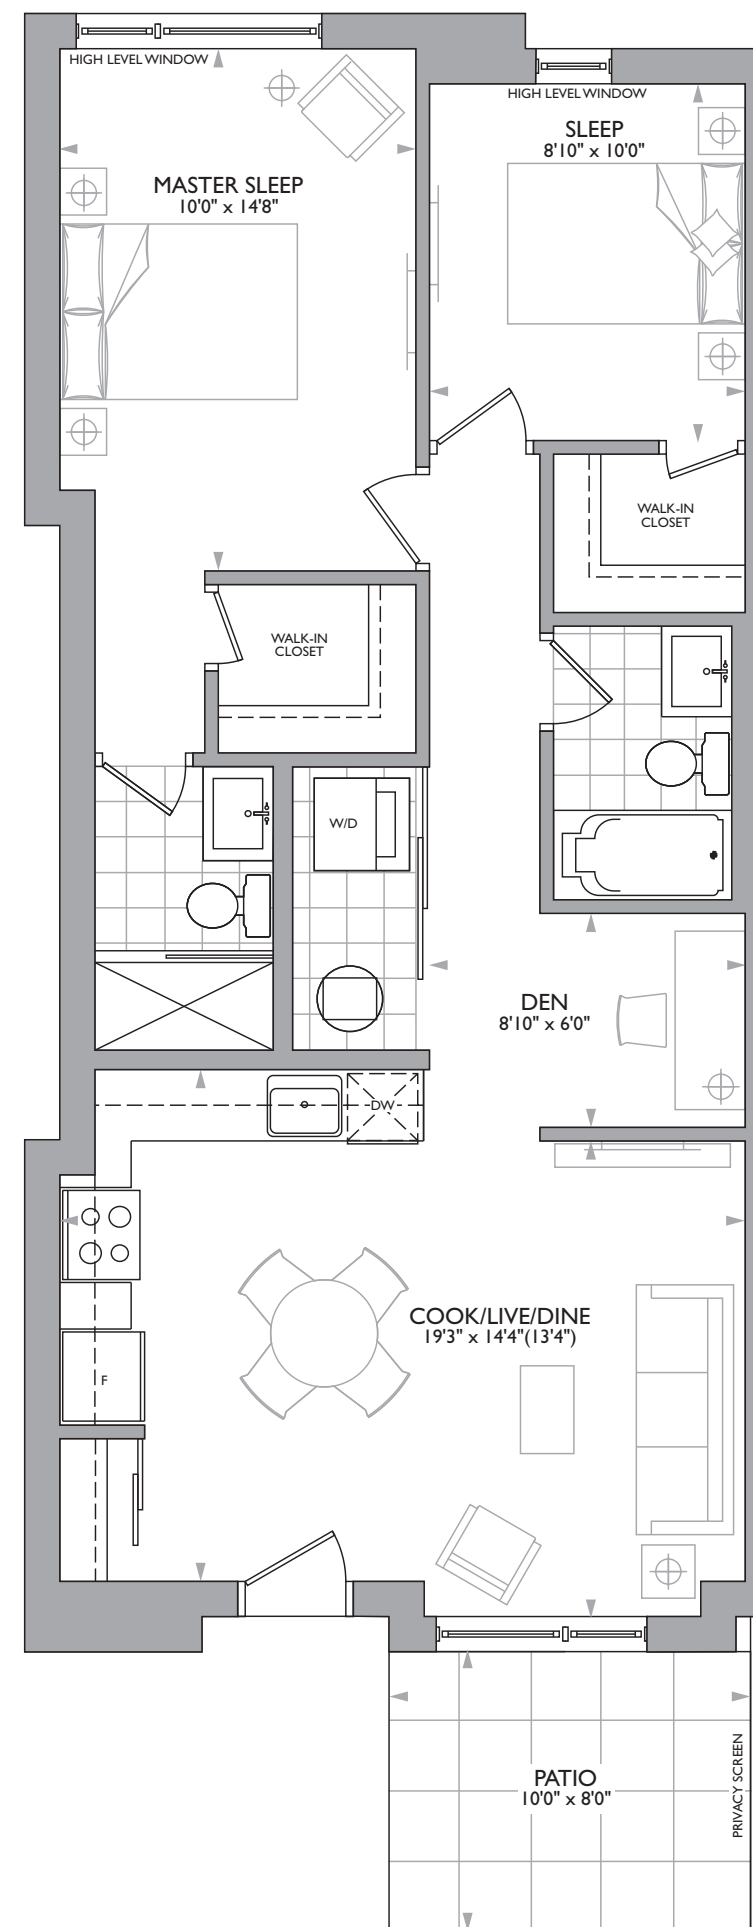 HIGH LEVEL WINDOW
HIGH LEVEL WINDOW
SLEEP
8'10" x 10'0"
MASTER SLEEP
10'0" x 14'8"
WALK-IN
CLOSET
WALK-IN
CLOSET
W/D
DEN
8'10" x 6'0"
DW
COOK/LIVE/DINE
19'3" x 14'4"(13'4")
F
PATIO
10'0" x 8'0"
PRIVACY SCREEN